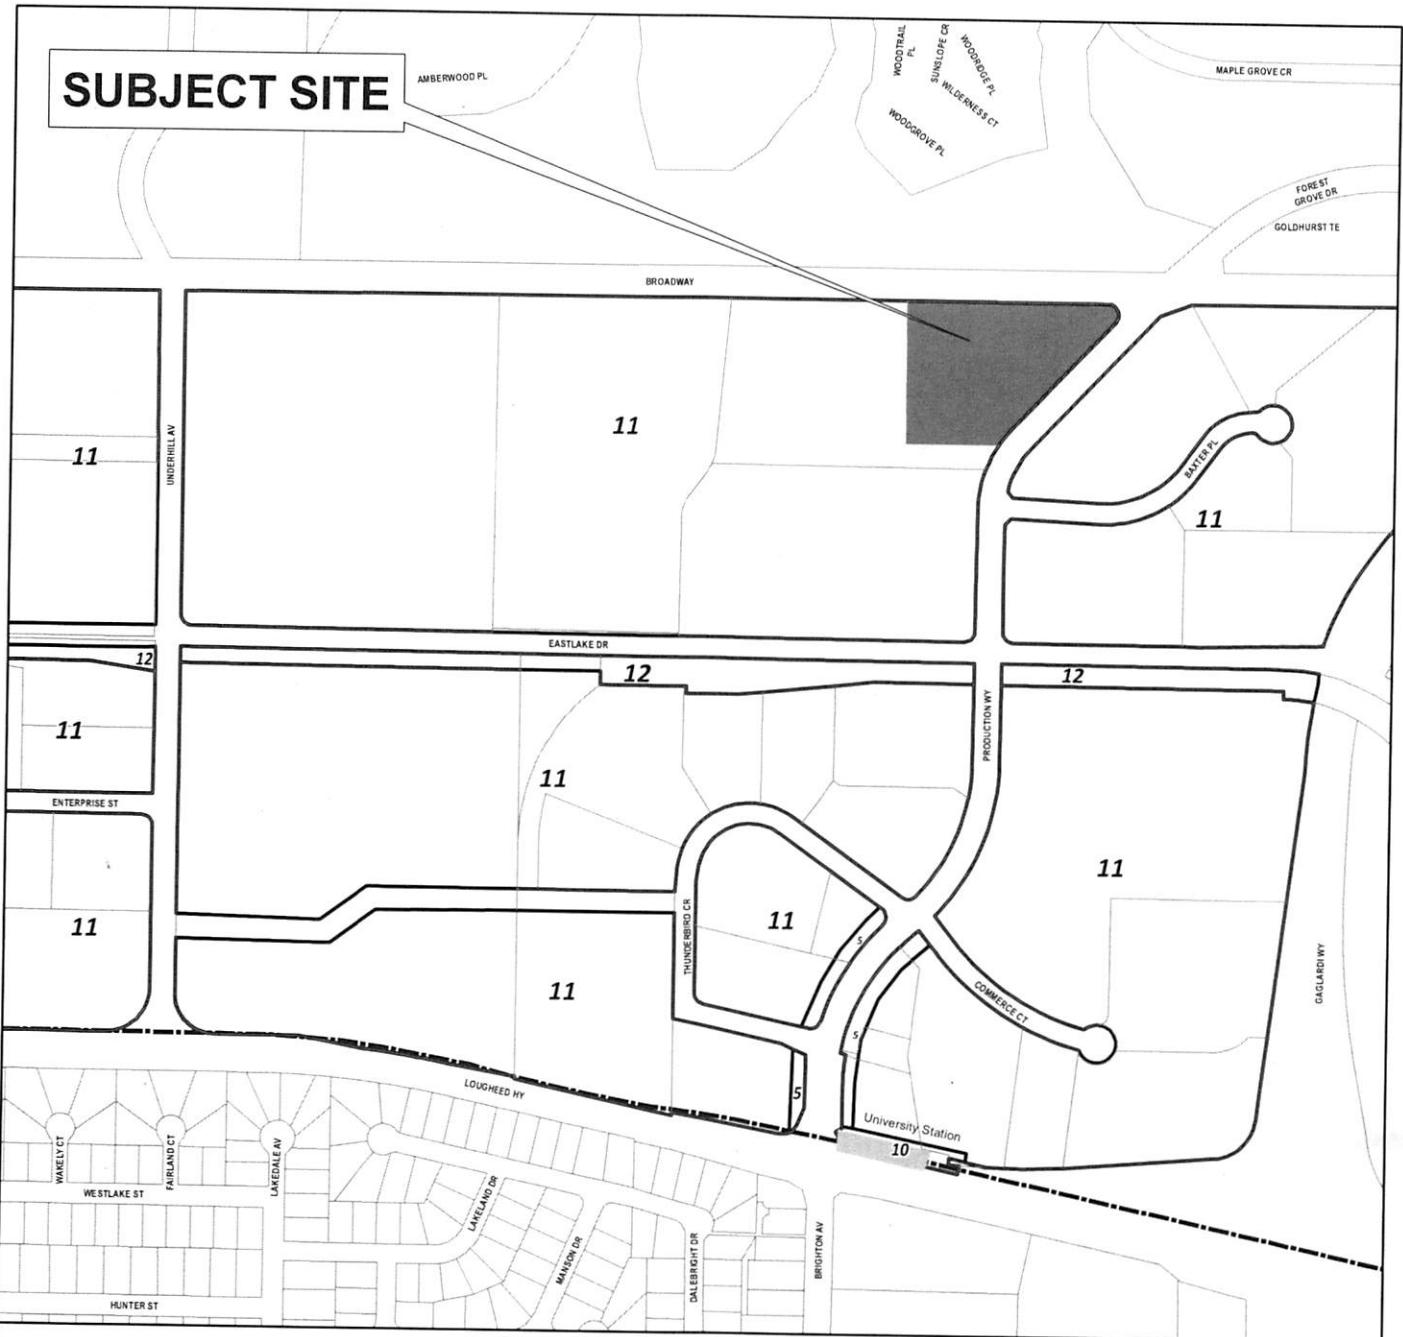 SUBJECT SITE
AMBERWOOD PL
WOODTRAIL
PL
SUNSLOPE CR
WOODRIDGE PL
WILDERNESS CT
WOODGROVE PL
MAPLE GROVE CR
FOREST
GROVE DR
GOLDHURST TE
BROADWAY
11
11
UNDERHILL AV
BAXTER PL
11
EASTLAKE DR
12
12
12
PRODUCTION WY
11
11
ENTERPRISE ST
11
11
11
5
THUNDERBIRD CR
GAGLARDI WY
11
COMMERCE CT
5
5
LOUGHEED HY
University Station
10
WAKELY CT
FAIRLAND CT
LAKEDALE AV
WESTLAKE ST
LAKELAND DR
MANSON DR
DALEBRIGHT DR
BRIGHTON AV
HUNTER ST